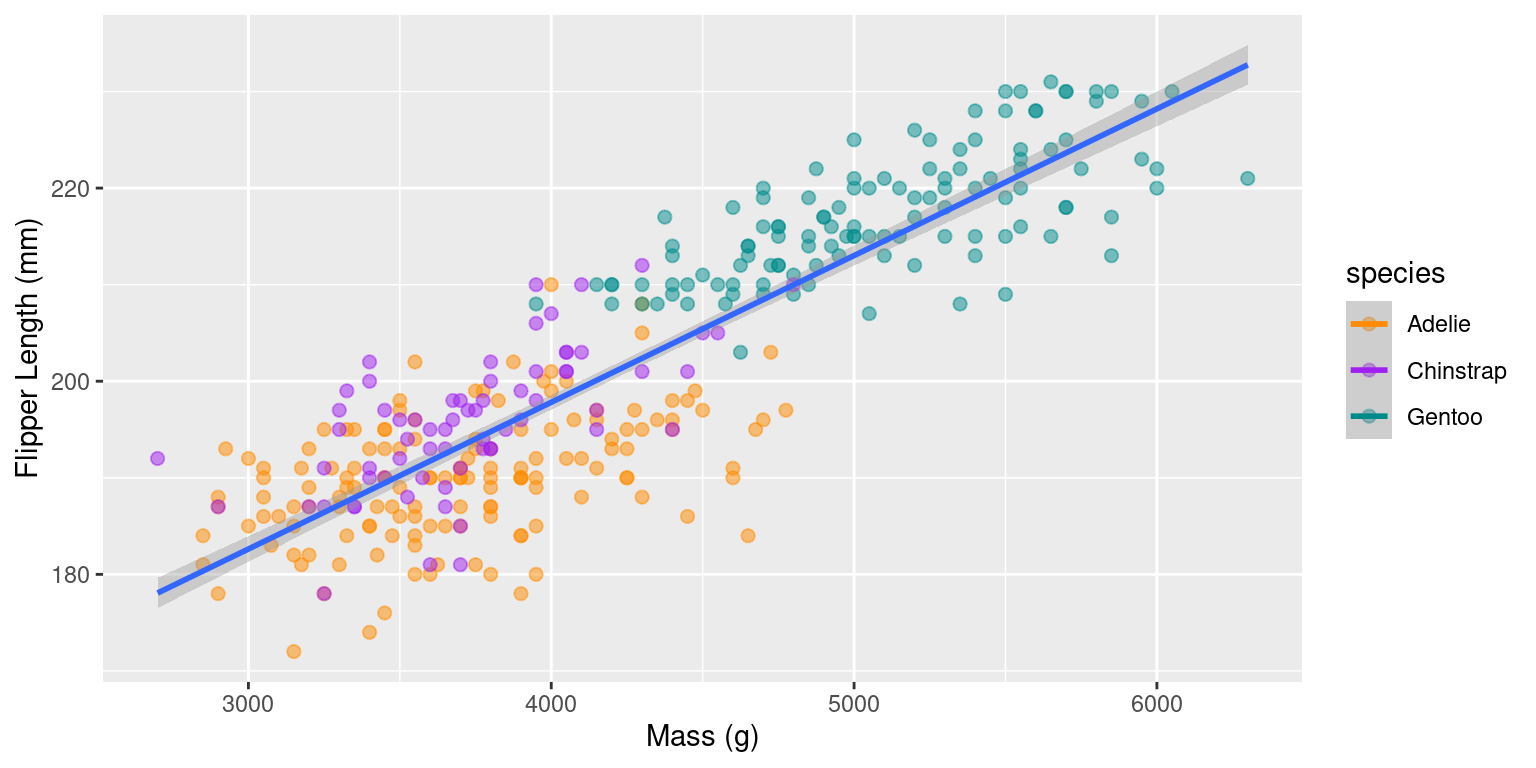 Flipper Length (mm)
220
200
180
3000 4000 5000 6000
Mass (g)
species
Adelie
Chinstrap
Gentoo